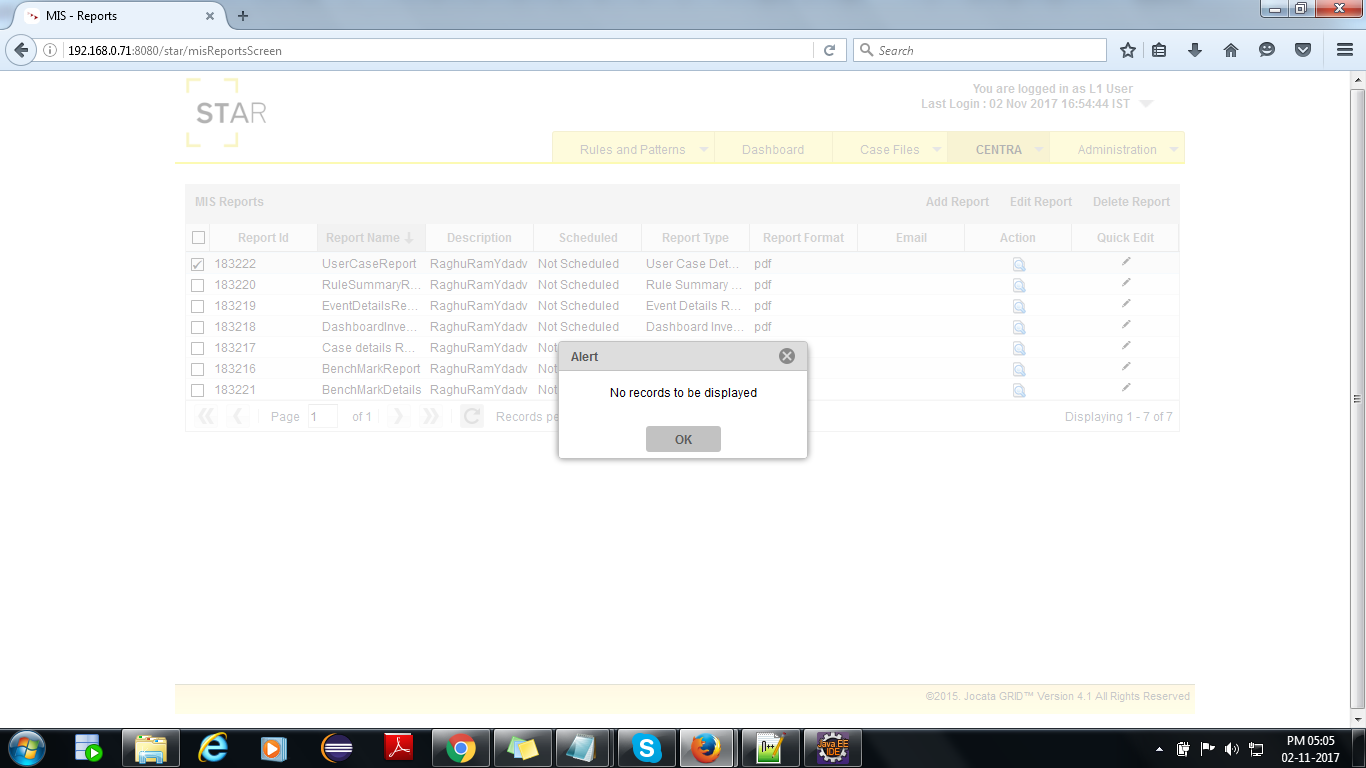 MIS - Reports
192.168.0.71:8080/star/misReportsScreen
Search
STAR
You are logged in as L1 User
Last Login : 02 Nov 2017 16:54:44 IST
Rules and Patterns Dashboard Case Files CENTRA Administration
MIS Reports Add Report Edit Report Delete Report
Report Id Report Name Description Scheduled Report Type Report Format Email Action Quick Edit
183222 UserCaseReport RaghuRamYdadv Not Scheduled User Case Det... pdf
183220 RuleSummaryR... RaghuRamYdadv Not Scheduled Rule Summary ... pdf
183219 EventDetailsRe... RaghuRamYdadv Not Scheduled Event Details R... pdf
183218 DashboardInve... RaghuRamYdadv Not Scheduled Dashboard Inve... pdf
183217 Case details R... RaghuRamYdadv Not
183216 BenchMarkReport RaghuRamYdadv Not
183221 BenchMarkDetails RaghuRamYdadv Not
Page 1 of 1 Records pe Displaying 1 - 7 of 7
Alert
No records to be displayed
OK
©2015. Jocata GRID™ Version 4.1 All Rights Reserved
Java EE
IDE
PM 05:05
02-11-2017